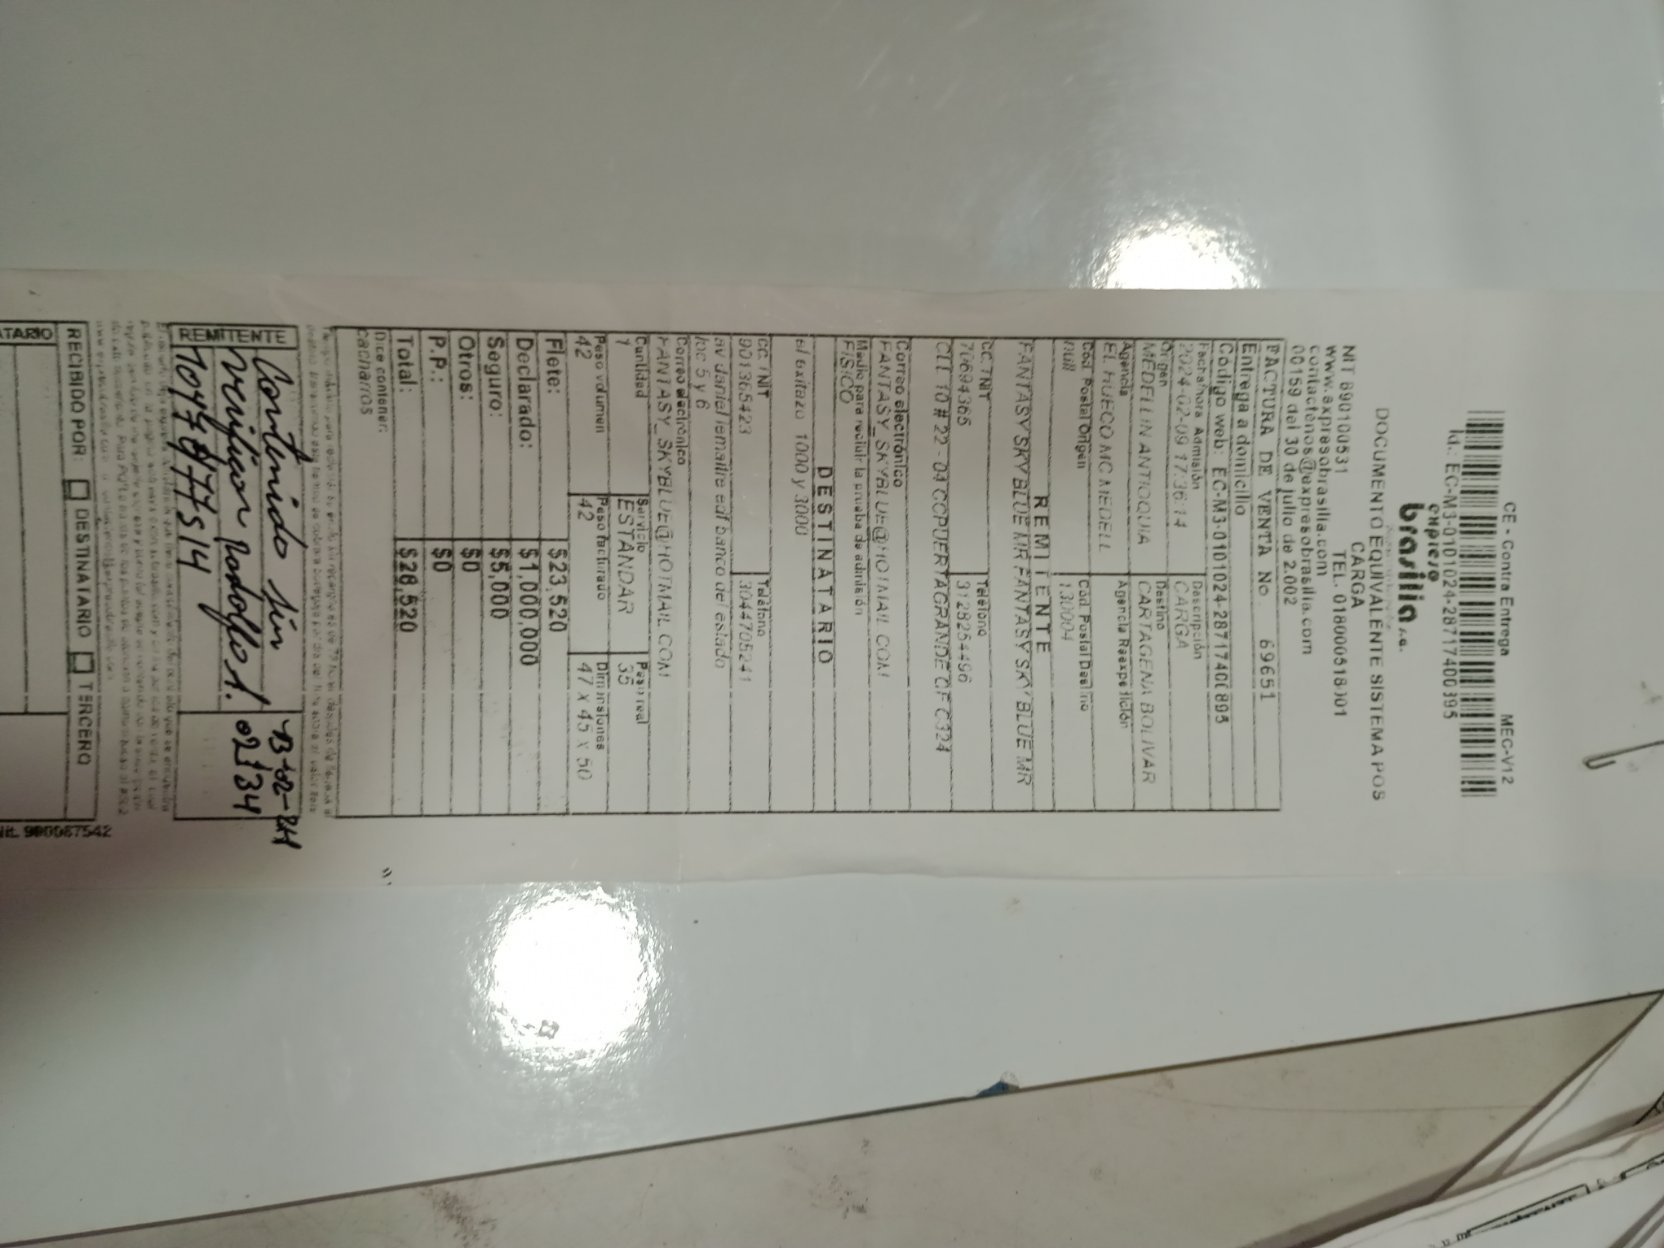 CE - Contra Entrega MEC-V12
Id.: EC-M3-0101024-28717400395
expreso
brasilia s.a.
DOCUMENTO EQUIVALENTE SISTEMA POS
CARGA
NIT 890100531 TEL. 018000518001
www.expresobrasilia.com
contactenos@expresobrasilia.com
06159 del 30 de julio de 2.002
FACTURA DE VENTA No 69651
Entrega a domicilio
Código web: EC-M3-0101024-28717400895
Fecha/hora Admisión Descripción
2024-02-09 17:36:14 CARGA
Origen Destino
MEDELLIN ANTIOQUIA CARTAGENA BOLIVAR
Agencia Agencia Reexpedición
EL HUECO MC MEDELL
Cód. Postal Origen Cód. Postal Destino
null 130004
REMITENTE
FANTASY SKY BLUE MR FANTASY SKY BLUE MR
CC. / NIT Teléfono
70694365 3128254496
CLL 10 # 22 - 04 CCPUERTAGRANDE OF C324
Correo electrónico
FANTASY_SKYBLUE@HOTMAIL.COM
Medio para recibir la prueba de admisión
FISICO
DESTINATARIO
el exitazo 1000 y 3000
CC. / NIT Teléfono
901365423 3044705241
av daniel lemaitre edf banco del estado
loc 5 y 6
Correo electrónico
FANTASY_SKYBLUE@HOTMAIL.COM
Cantidad Servicio Peso real
1 ESTANDAR 35
Peso volumen Peso facturado Dimensiones
42 42 47 x 45 x 50
Flete: $23,520
Declarado: $1,000,000
Seguro: $5,000
Otros: $0
P.P.: $0
Total: $28,520
Dice contener:
cacharros
REMITENTE
Contenido sin 13-02-24
verificar Rodolfo J. 02:34
RECIBIDO POR: DESTINATARIO TERCERO